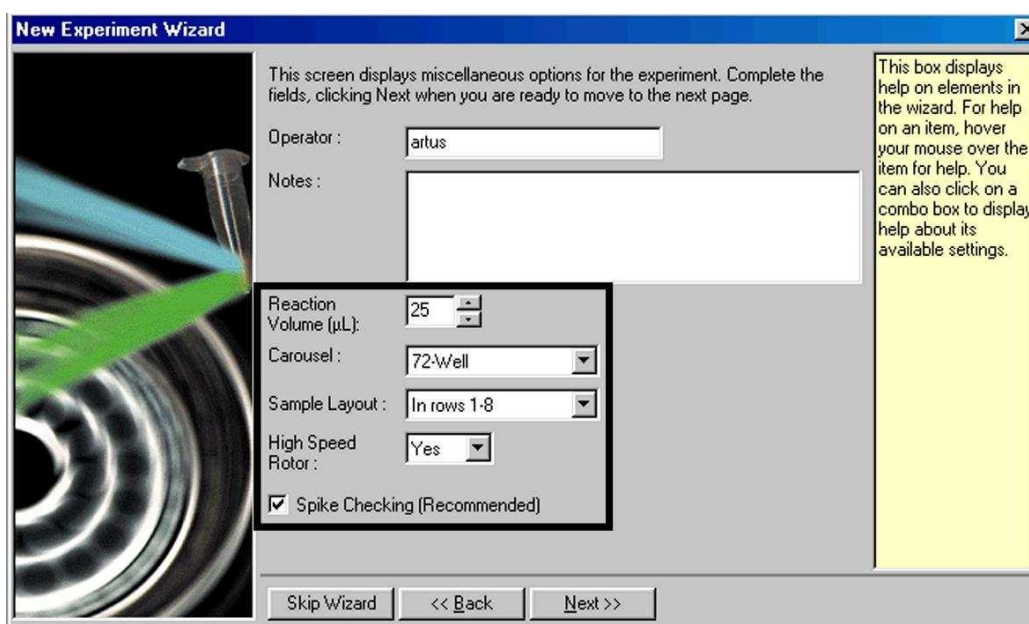 New Experiment Wizard
This screen displays miscellaneous options for the experiment. Complete the
fields, clicking Next when you are ready to move to the next page.
Operator :
artus
Notes :
Reaction
Volume (µL):
25
Carousel :
72-Well
Sample Layout :
In rows 1-8
High Speed
Rotor :
Yes
Spike Checking (Recommended)
Skip Wizard
<< Back
Next >>
This box displays
help on elements in
the wizard. For help
on an item, hover
your mouse over the
item for help. You
can also click on a
combo box to display
help about its
available settings.